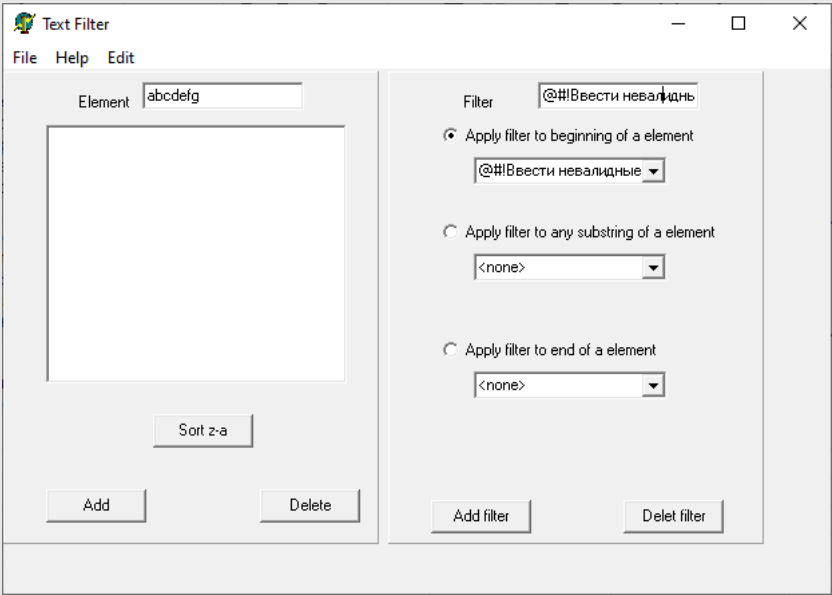 Text Filter
File Help Edit
Element abcdefg
Sort z-a
Add Delete
Filter @#!Ввести невалиднь
Apply filter to beginning of a element
@#!Ввести невалидные
Apply filter to any substring of a element
<none>
Apply filter to end of a element
<none>
Add filter Delet filter